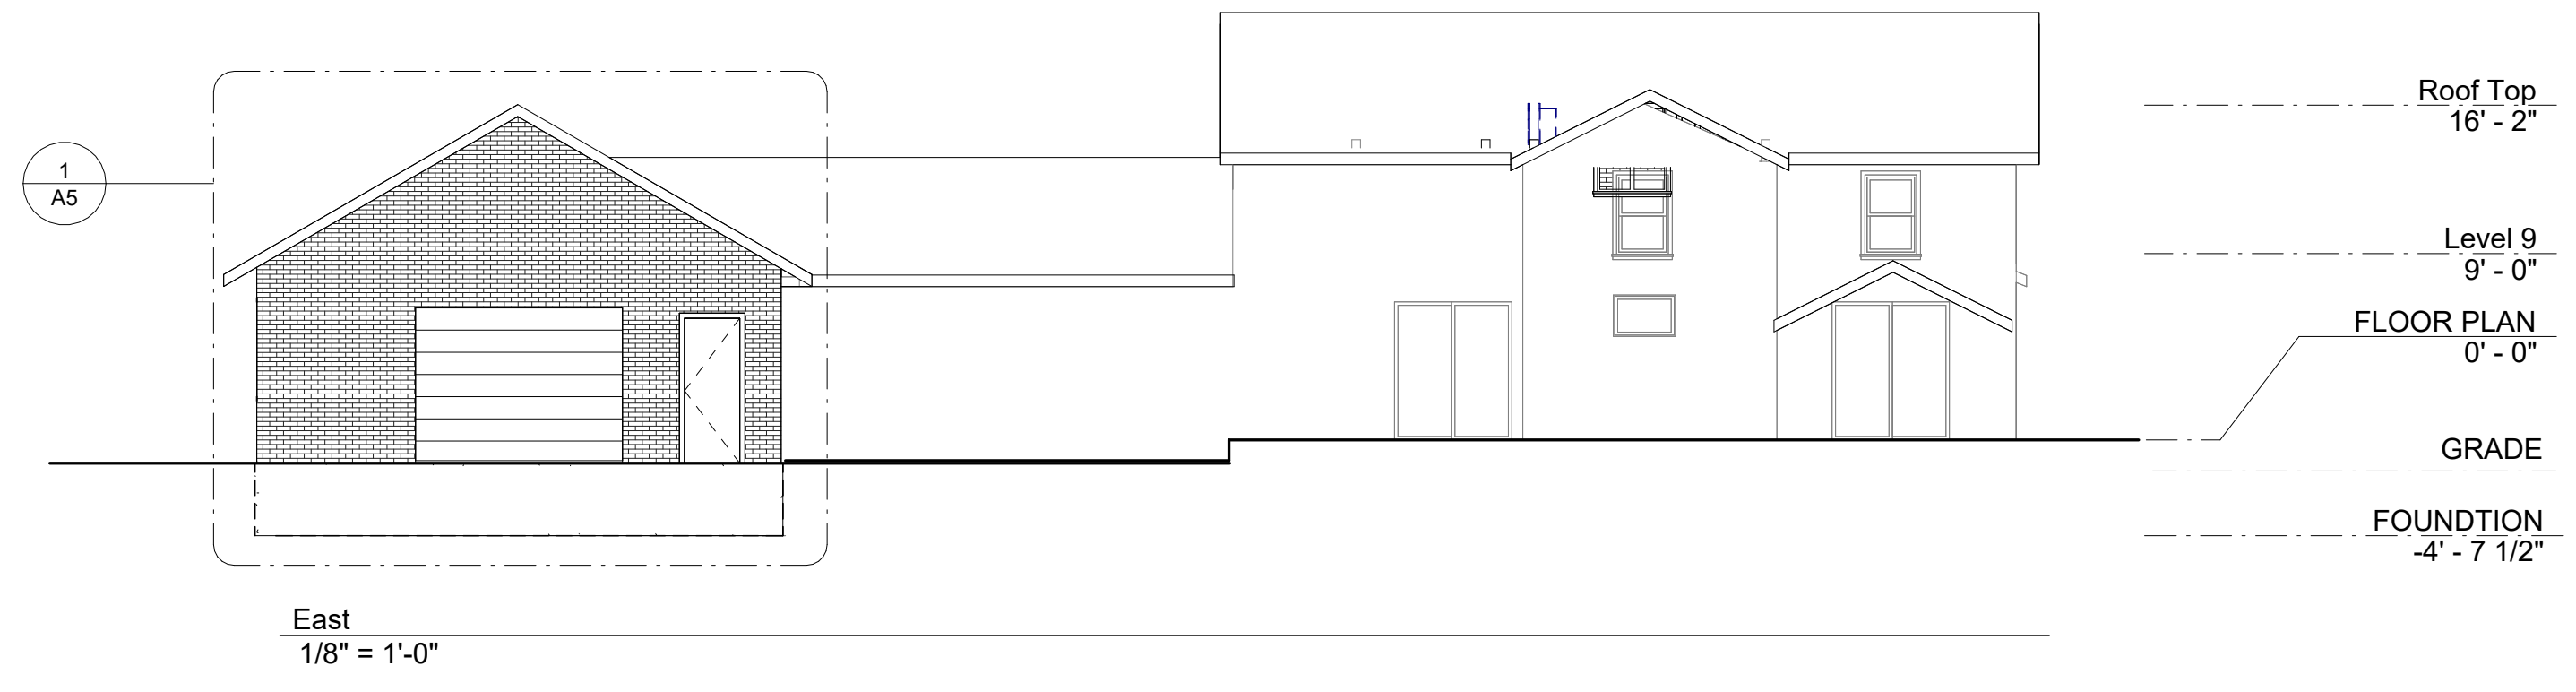 1
A5
Roof Top
16' - 2"
Level 9
9' - 0"
FLOOR PLAN
0' - 0"
GRADE
FOUNDTION
-4' - 7 1/2"
East
1/8" = 1'-0"